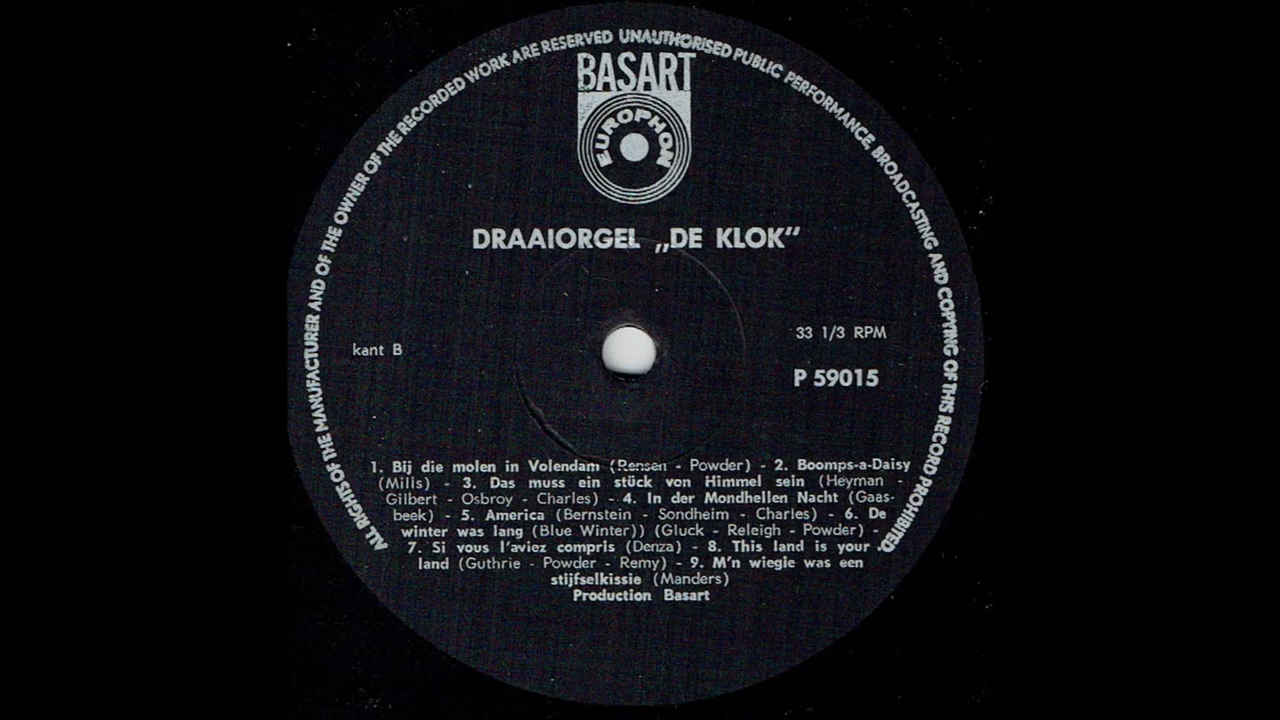 ALL RIGHTS OF THE MANUFACTURER AND OF THE OWNER OF THE RECORDED WORK ARE RESERVED UNAUTHORISED PUBLIC PERFORMANCE, BROADCASTING AND COPYING OF THIS RECORD PROHIBITED
BASART
EUROPHON
DRAAIORGEL „DE KLOK“
33 1/3 RPM
kant B
P 59015
1. Bij die molen in Volendam (Rensen - Powder) - 2. Boomps-a-Daisy
(Mills) - 3. Das muss ein stück von Himmel sein (Heyman -
Gilbert - Osbroy - Charles) - 4. In der Mondhellen Nacht (Gaas-
beek) - 5. America (Bernstein - Sondheim - Charles) - 6. De
winter was lang (Blue Winter)) (Gluck - Releigh - Powder) -
7. Si vous l'aviez compris (Denza) - 8. This land is your
land (Guthrie - Powder - Remy) - 9. M'n wiegie was een
stijfselkissie (Manders)
Production Basart